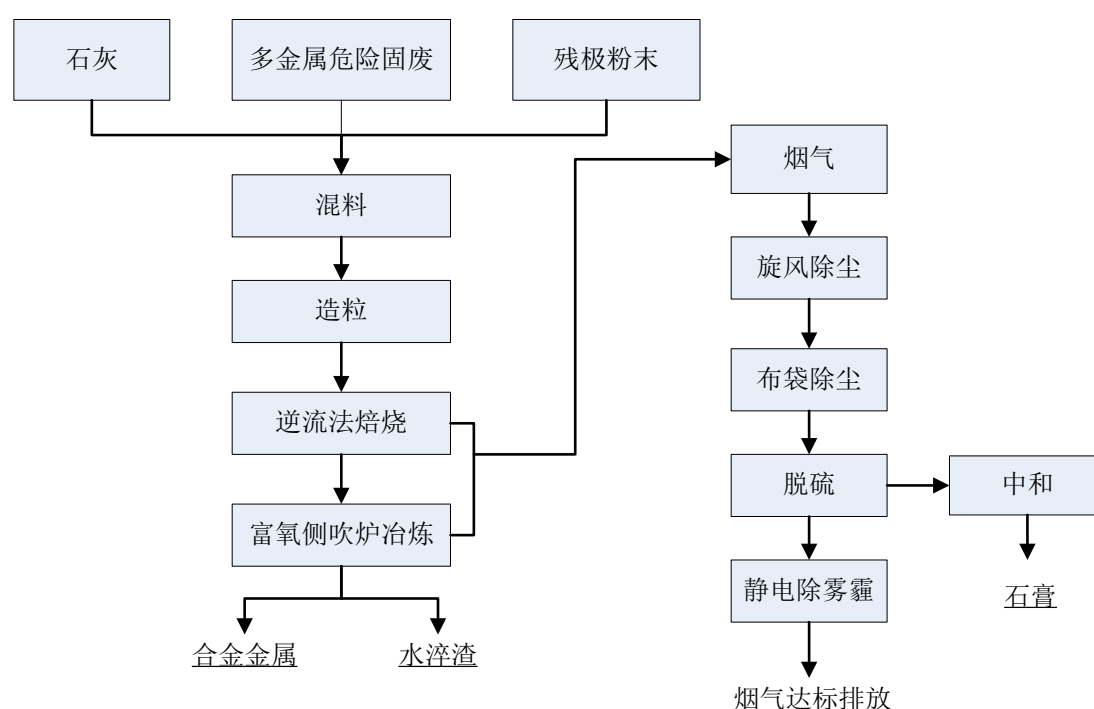 石灰
多金属危险固废
残极粉末
混料
造粒
逆流法焙烧
富氧侧吹炉冶炼
合金金属
水淬渣
烟气
旋风除尘
布袋除尘
脱硫
中和
静电除雾霾
石膏
烟气达标排放